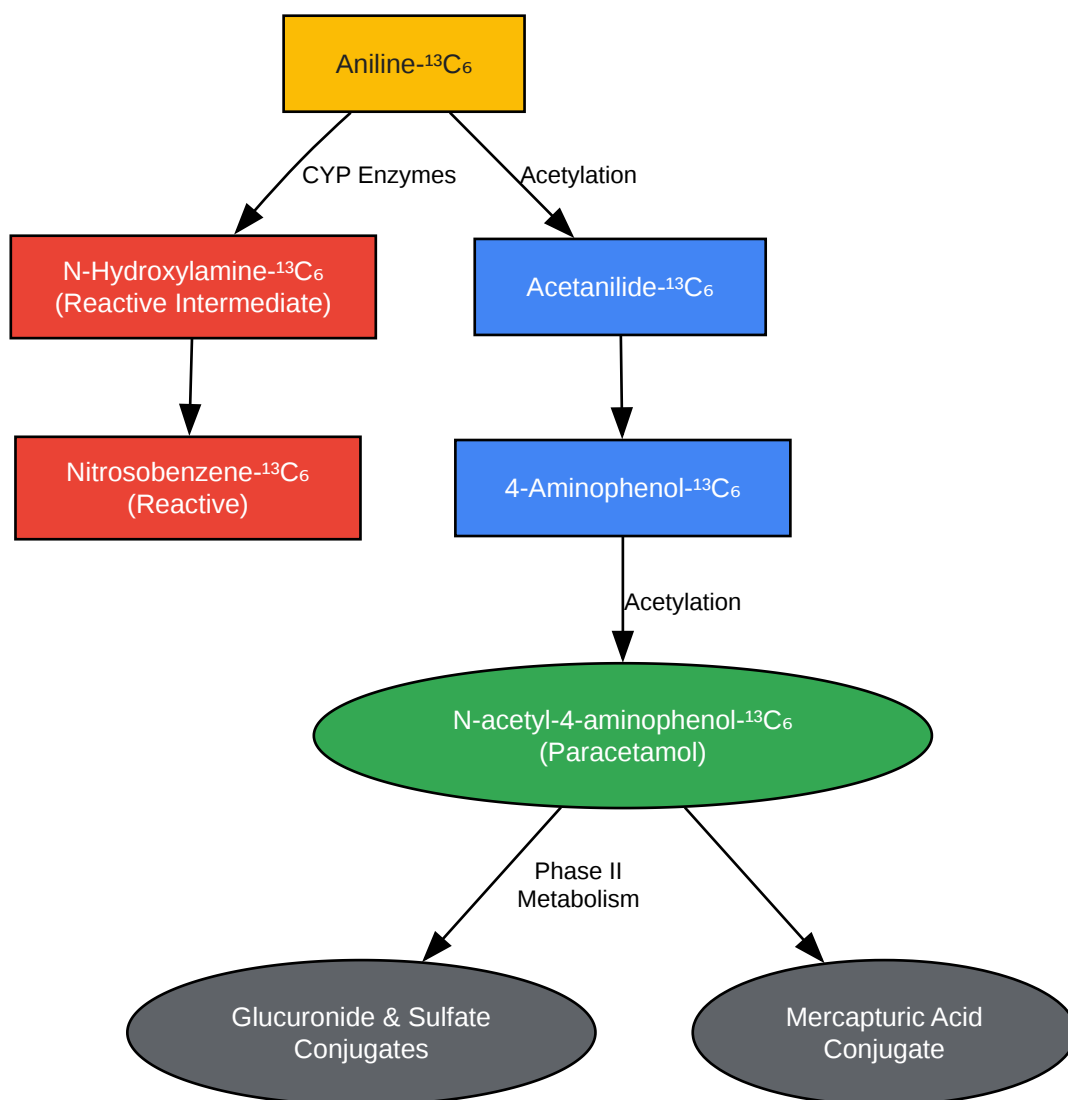 Aniline-¹³C₆
CYP Enzymes
Acetylation
N-Hydroxylamine-¹³C₆
(Reactive Intermediate)
Acetanilide-¹³C₆
Nitrosobenzene-¹³C₆
(Reactive)
4-Aminophenol-¹³C₆
Acetylation
N-acetyl-4-aminophenol-¹³C₆
(Paracetamol)
Phase II
Metabolism
Glucuronide & Sulfate
Conjugates
Mercapturic Acid
Conjugate